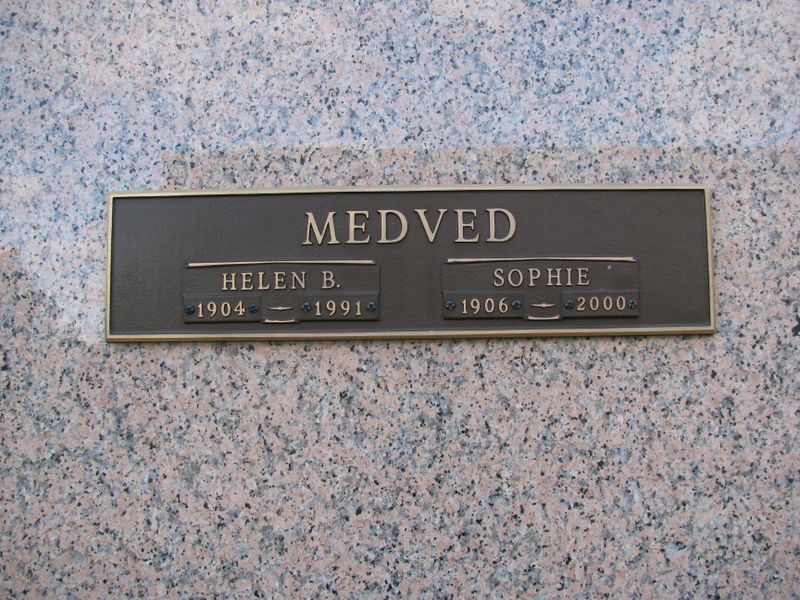 MEDVED
HELEN B.
1904 1991
SOPHIE
1906 2000